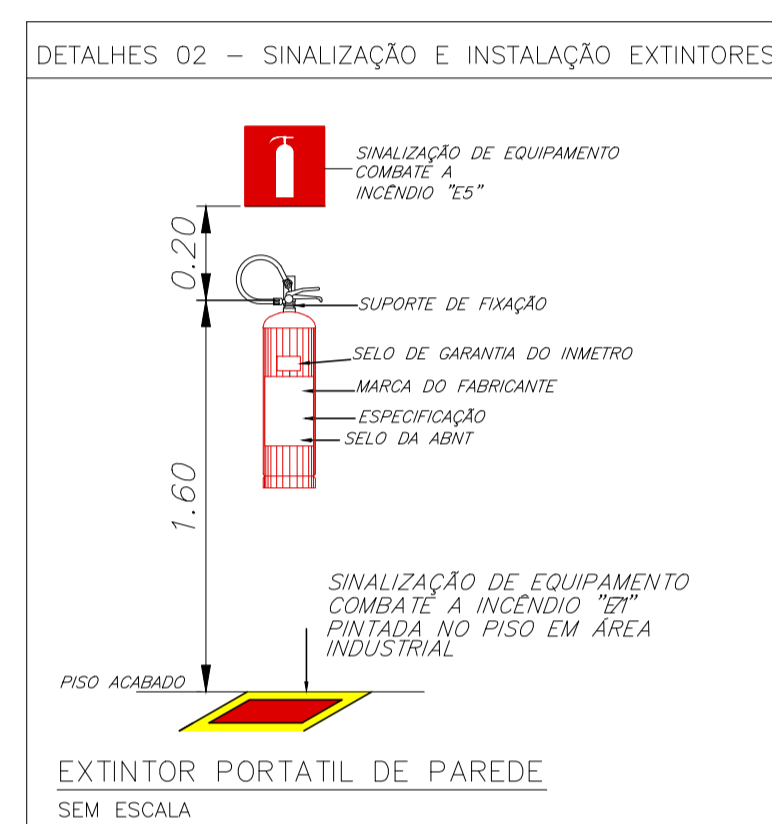 DETALHES 02 – SINALIZAÇÃO E INSTALAÇÃO EXTINTORES
SINALIZAÇÃO DE EQUIPAMENTO
COMBATE A
INCÊNDIO "E5"
0.20
SUPORTE DE FIXAÇÃO
SELO DE GARANTIA DO INMETRO
MARCA DO FABRICANTE
ESPECIFICAÇÃO
SELO DA ABNT
1.60
SINALIZAÇÃO DE EQUIPAMENTO
COMBATE A INCÊNDIO
PINTADA NO PISO EM ÁREA
INDUSTRIAL
PISO ACABADO
EXTINTOR PORTATIL DE PAREDE
SEM ESCALA